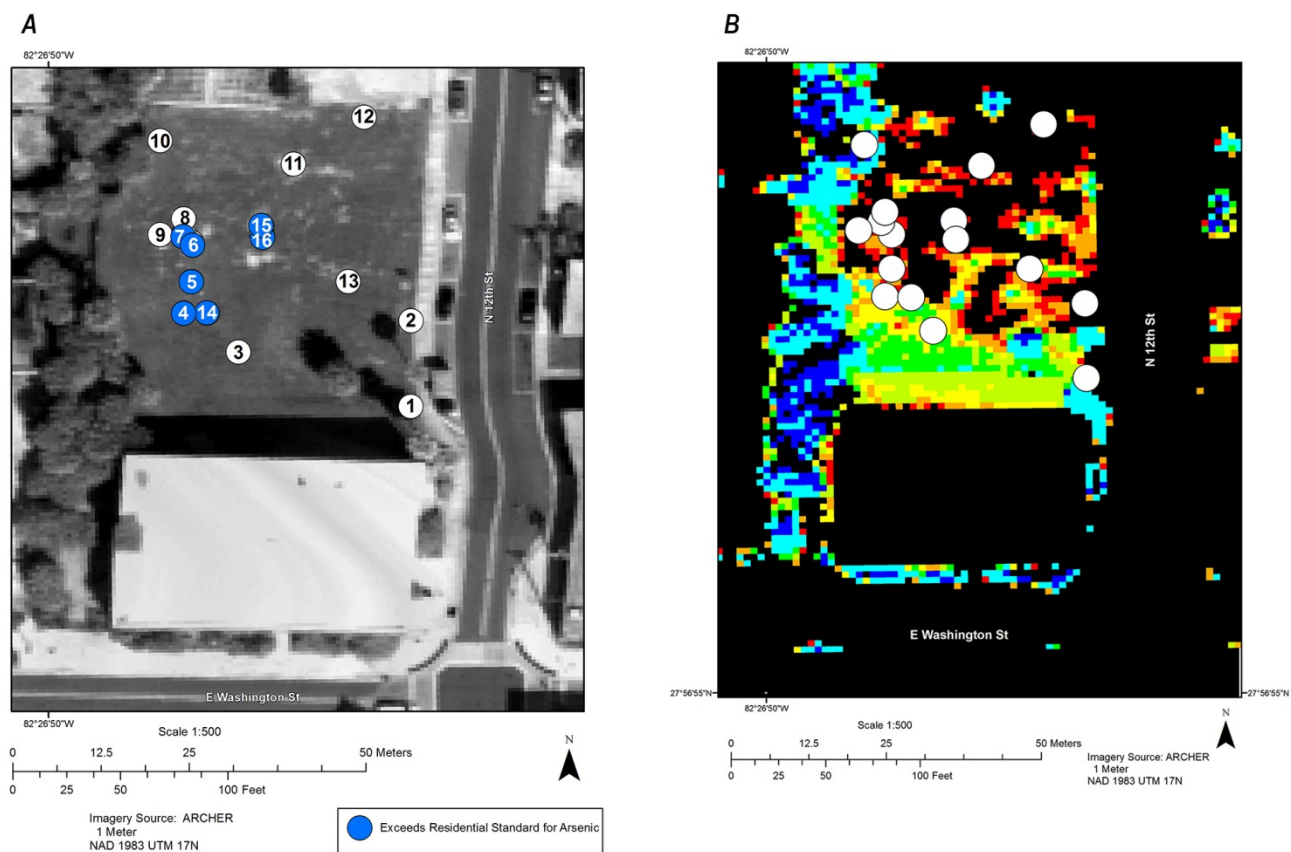 A
82°26'50"W
12
10
11
8
15
9
7
16
6
5
13
4
14
2
3
1
N 12th St
E Washington St
82°26'50"W
Scale 1:500
0 12.5 25 50 Meters
0 25 50 100 Feet
N
Imagery Source: ARCHER
1 Meter
NAD 1983 UTM 17N
Exceeds Residential Standard for Arsenic
B
82°26'50"W
N 12th St
E Washington St
27°56'55"N
27°56'55"N
82°26'50"W
Scale 1:500
0 12.5 25 50 Meters
0 25 50 100 Feet
N
Imagery Source: ARCHER
1 Meter
NAD 1983 UTM 17N